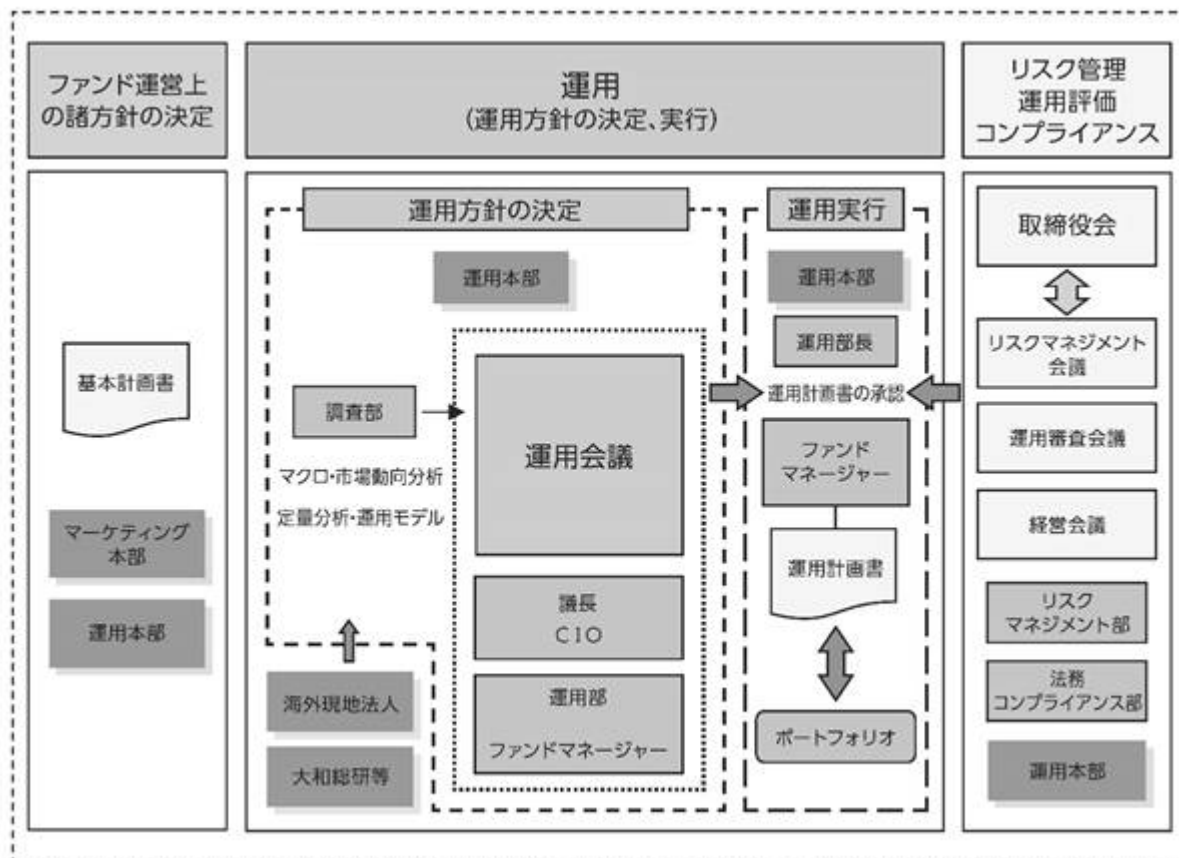 ファンド運営上
の諸方針の決定
運用
(運用方針の決定、実行)
リスク管理
運用評価
コンプライアンス
基本計画書
マーケティング
本部
運用本部
運用方針の決定
運用本部
調査部
マクロ・市場動向分析
定量分析・運用モデル
運用会議
議長
CIO
運用部
ファンドマネージャー
海外現地法人
大和総研等
運用実行
運用本部
運用部長
運用計画書の承認
ファンド
マネージャー
運用計画書
ポートフォリオ
取締役会
リスクマネジメント
会議
運用審査会議
経営会議
リスク
マネジメント部
法務
コンプライアンス部
運用本部